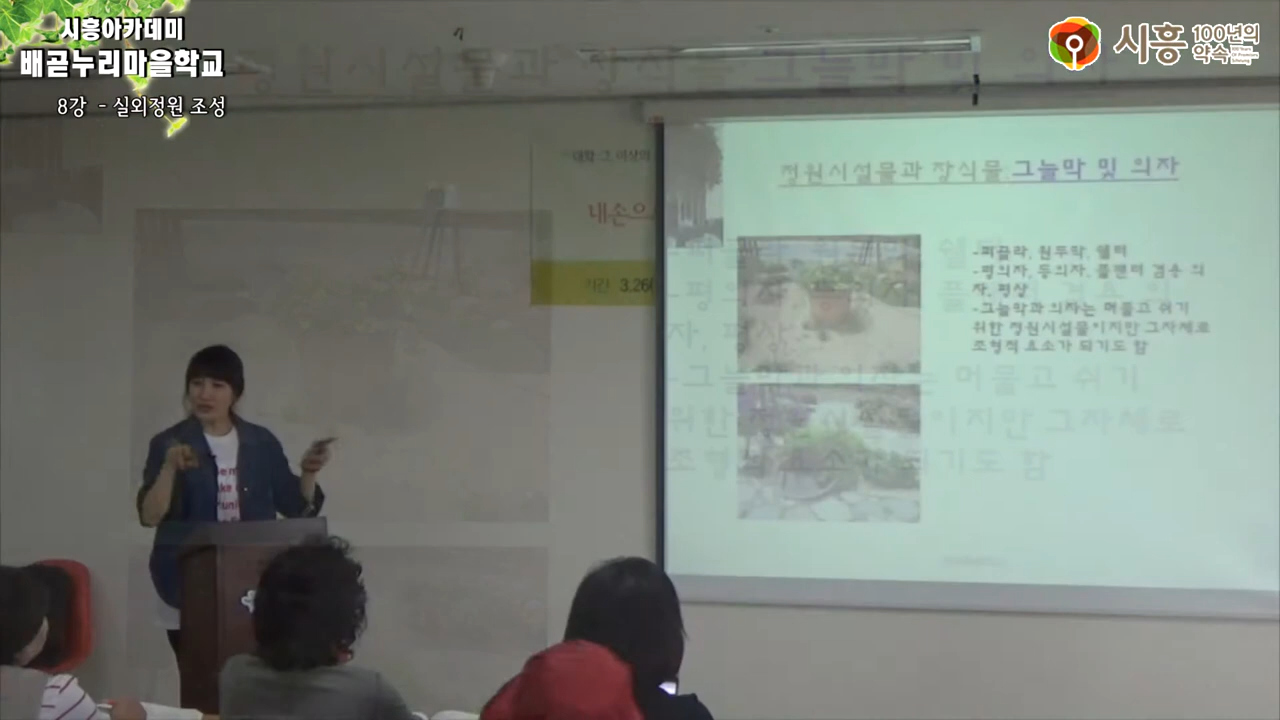 시흥아카데미
배곧누리마을학교
8강 - 실외정원 조성
시흥 100년의
약속
정원시설물과 장식물 그늘막 및 의자
-퍼골라, 원두막, 쉘터
-평의자, 등의자, 플랜터 겸용 의
자, 평상
-그늘막과 의자는 머물고 쉬기
위한 정원시설물이지만 그자체로
조형적 요소가 되기도 함
내손으
기간